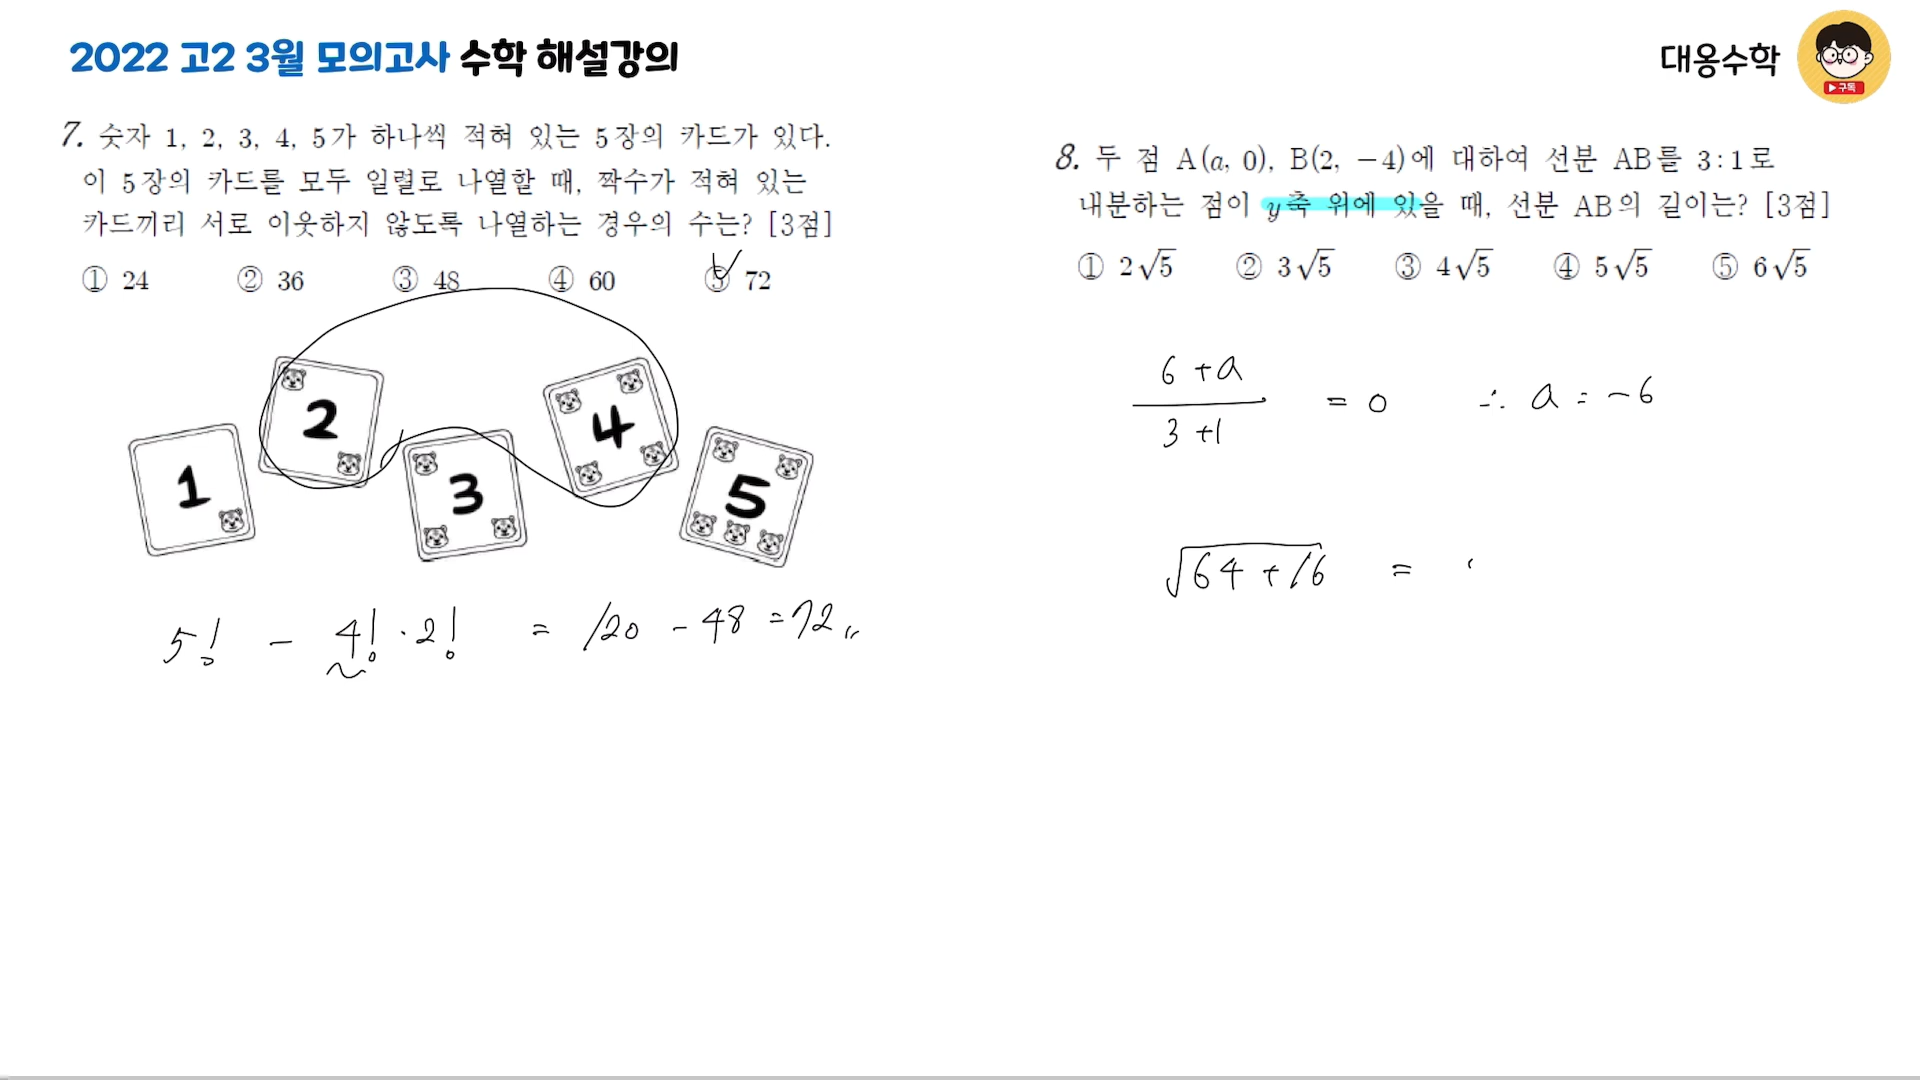 2022 고2 3월 모의고사 수학 해설강의
대옹수학
구독
7. 숫자 1, 2, 3, 4, 5가 하나씩 적혀 있는 5장의 카드가 있다.
이 5장의 카드를 모두 일렬로 나열할 때, 짝수가 적혀 있는
카드끼리 서로 이웃하지 않도록 나열하는 경우의 수는? [3점]
① 24 ② 36 ③ 48 ④ 60 ⑤ 72
1 2 3 4 5
5! - 4! · 2! = 120 - 48 = 72
8. 두 점 A(a, 0), B(2, -4)에 대하여 선분 AB를 3:1로
내분하는 점이 y축 위에 있을 때, 선분 AB의 길이는? [3점]
① 2√5 ② 3√5 ③ 4√5 ④ 5√5 ⑤ 6√5
6 + a
3 + 1
= 0 ∴ a = -6
√64 + 16 =